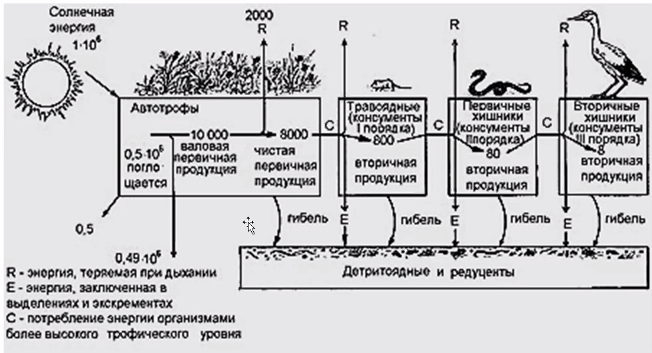 Солнечная
энергия
1·10⁶
2000
R
R
R
R
Автотрофы
10 000
валовая
первичная
продукция
8000
чистая
первичная
продукция
0,5·10⁶
погло-
щается
0,5
0,49·10⁶
C
Травоядные
(консументы
I порядка)
800
вторичная
продукция
C
Первичные
хищники
(консументы
II порядка)
80
вторичная
продукция
C
Вторичные
хищники
(консументы
III порядка)
8
вторичная
продукция
гибель
E
гибель
E
гибель
E
гибель
Детритоядные и редуценты
R - энергия, теряемая при дыхании
E - энергия, заключенная в
выделениях и экскрементах
C - потребление энергии организмами
более высокого трофического уровня